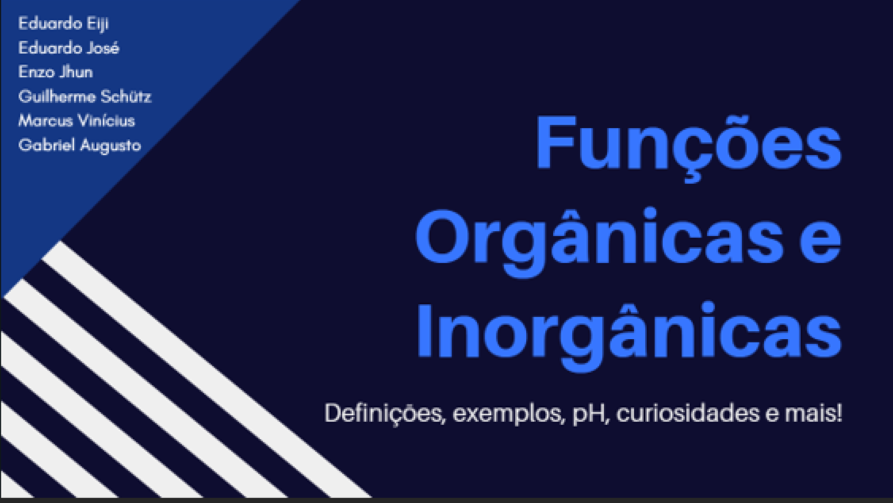 Eduardo Eiji
Eduardo José
Enzo Jhun
Guilherme Schütz
Marcus Vinícius
Gabriel Augusto
Funções
Orgânicas e
Inorgânicas
Definições, exemplos, pH, curiosidades e mais!